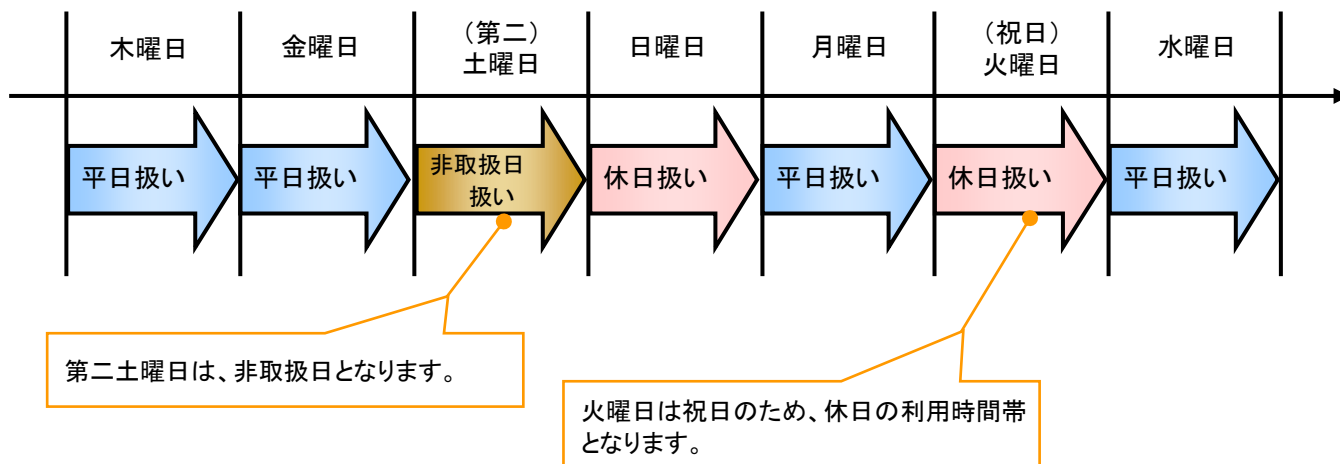 木曜日
金曜日
（第二）
土曜日
日曜日
月曜日
（祝日）
火曜日
水曜日
平日扱い
平日扱い
非取扱日
扱い
休日扱い
平日扱い
休日扱い
平日扱い
第二土曜日は、非取扱日となります。
火曜日は祝日のため、休日の利用時間帯
となります。